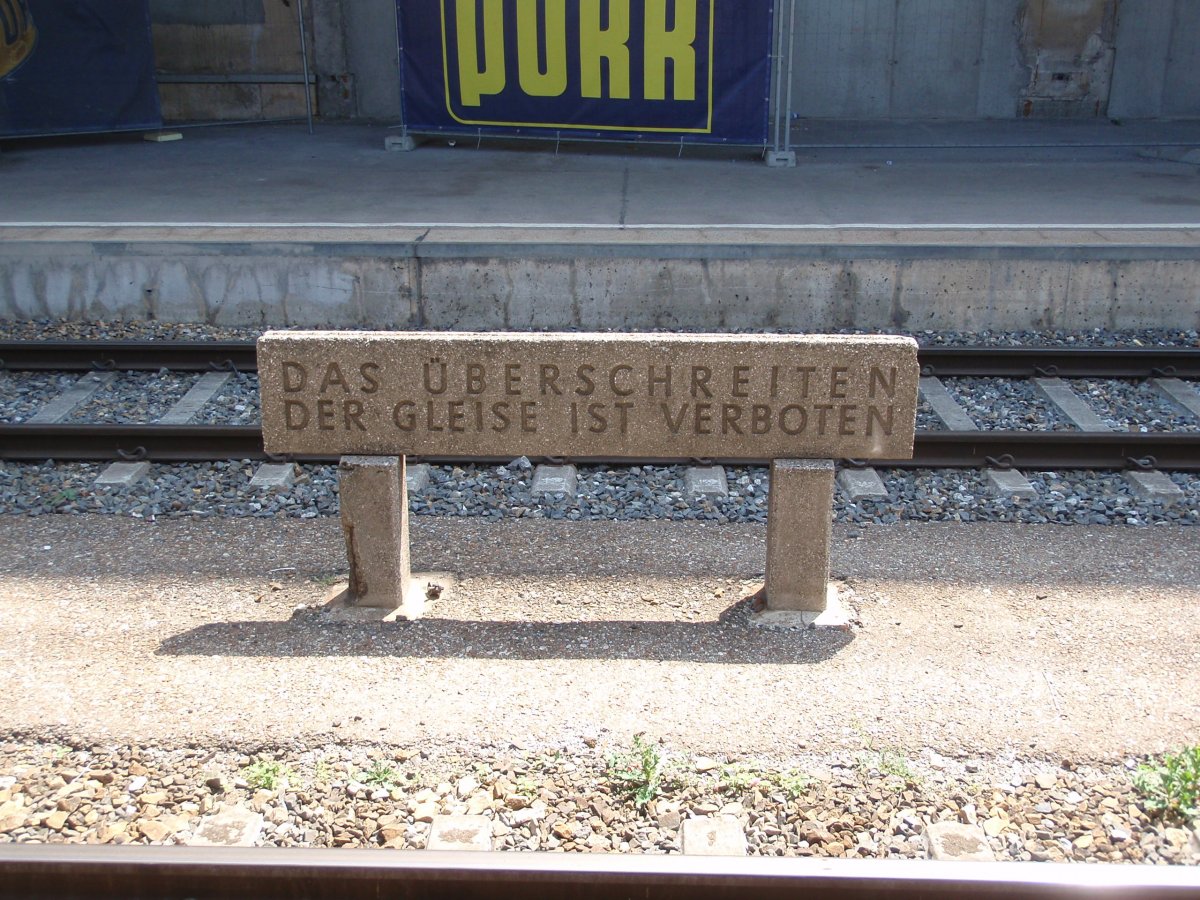 PORR
DAS ÜBERSCHREITEN
DER GLEISE IST VERBOTEN